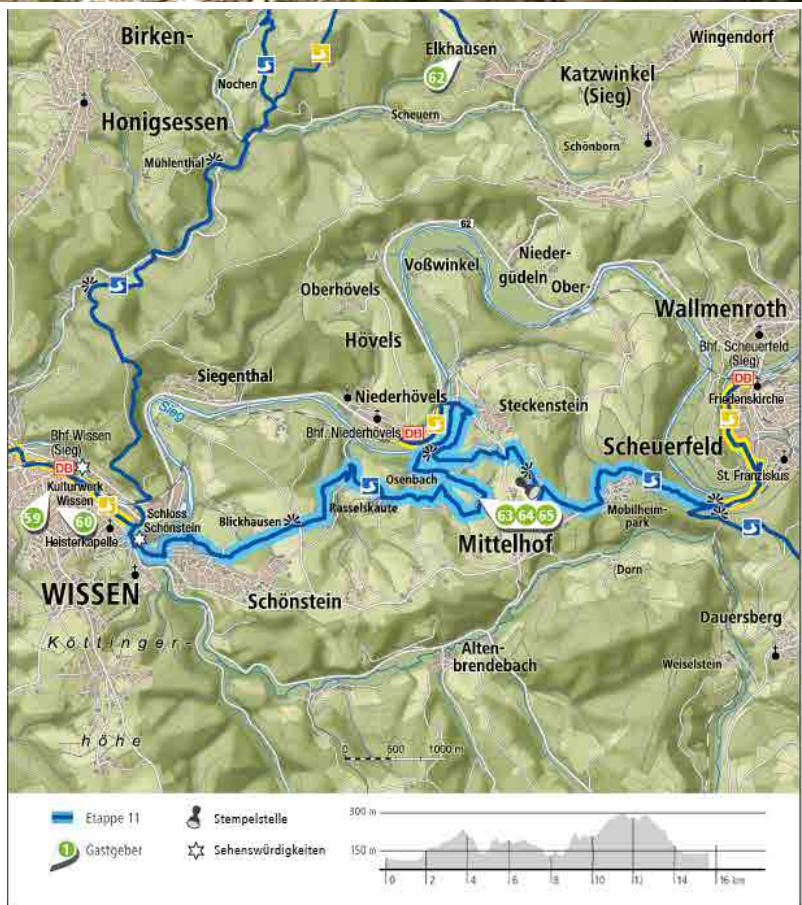 Birken-
Honigsessen
Nochen
Mühlenthal
Elkhausen
62
Scheuern
Wingendorf
Katzwinkel
(Sieg)
Schönborn
62
Voßwinkel
Nieder-
güdeln
Ober-
Oberhövels
Hövels
Wallmenroth
Bhf. Scheuerfeld
(Sieg)
DB
Friedenskirche
Siegenthal
Sieg
Niederhövels
Bhf. Niederhövels
DB
Steckenstein
Scheuerfeld
St. Franziskus
Bhf. Wissen
(Sieg)
DB
Kulturwerk
Wissen
59
60
Heisterkapelle
Schloss
Schönstein
Blickhausen
Rasselskaute
Osenbach
63 64 65
Mittelhof
Mobilheim-
park
WISSEN
Schönstein
Dorn
Dauersberg
Köttinger-
höhe
Alten-
brendebach
Weiselstein
0 500 1000 m
Etappe 11
Stempelstelle
1 Gastgeber
Sehenswürdigkeiten
300 m
150 m
0 2 4 6 8 10 12 14 16 km